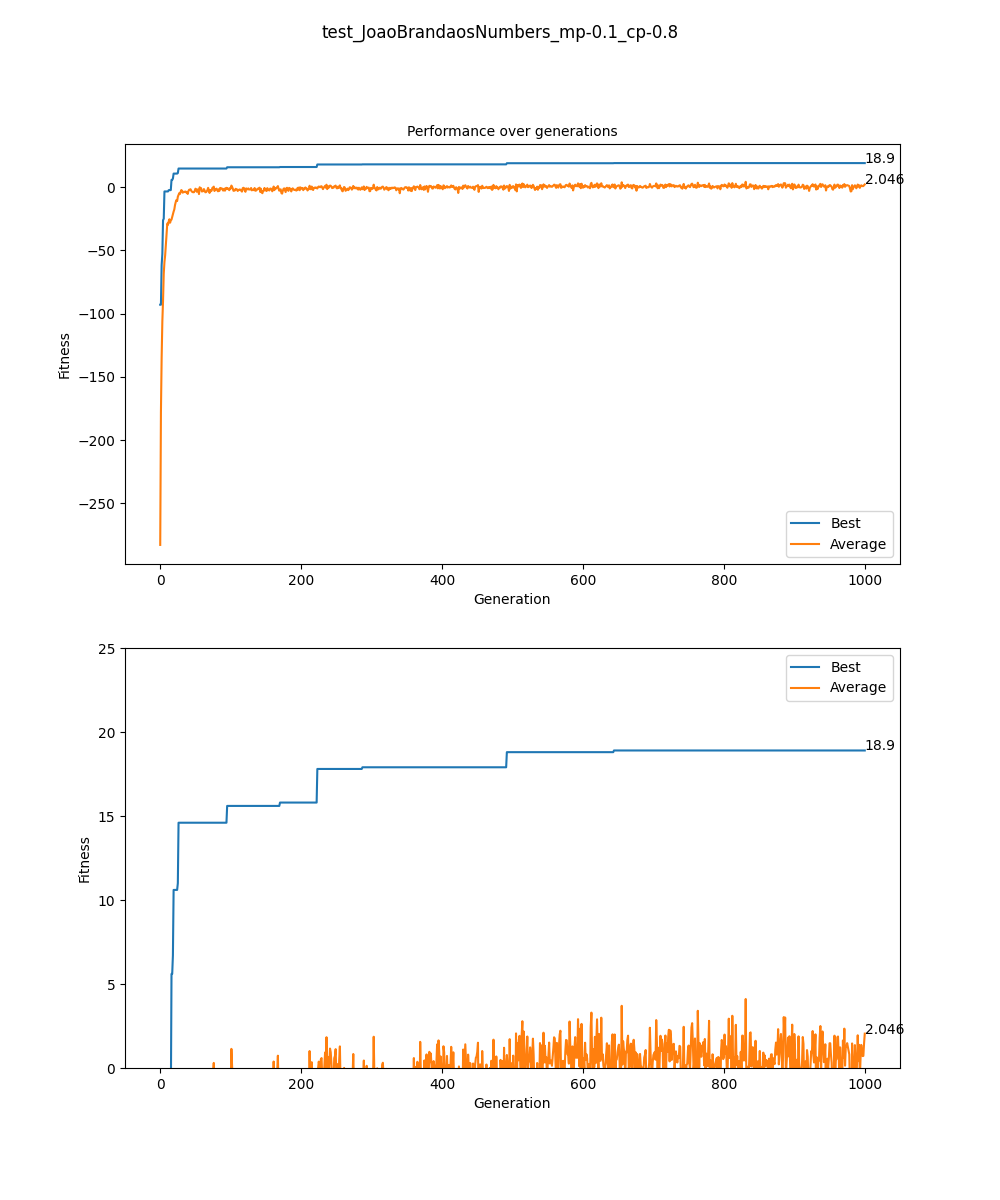 test_JoaoBrandaosNumbers_mp-0.1_cp-0.8
Performance over generations
18.9
2.046
0
−50
−100
−150
−200
−250
Fitness
Best
Average
0 200 400 600 800 1000
Generation
25
20
15
10
5
0
Fitness
Best
Average
18.9
2.046
0 200 400 600 800 1000
Generation